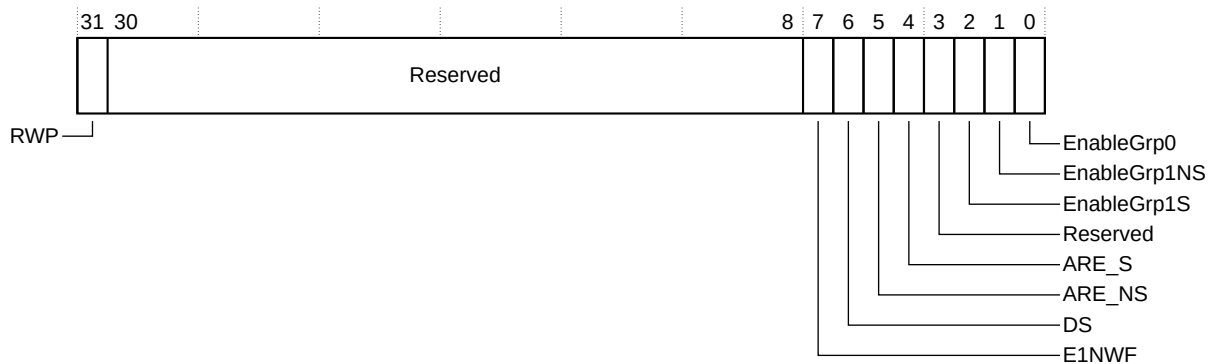 31 30 8 7 6 5 4 3 2 1 0
Reserved
RWP
EnableGrp0
EnableGrp1NS
EnableGrp1S
Reserved
ARE_S
ARE_NS
DS
E1NWF